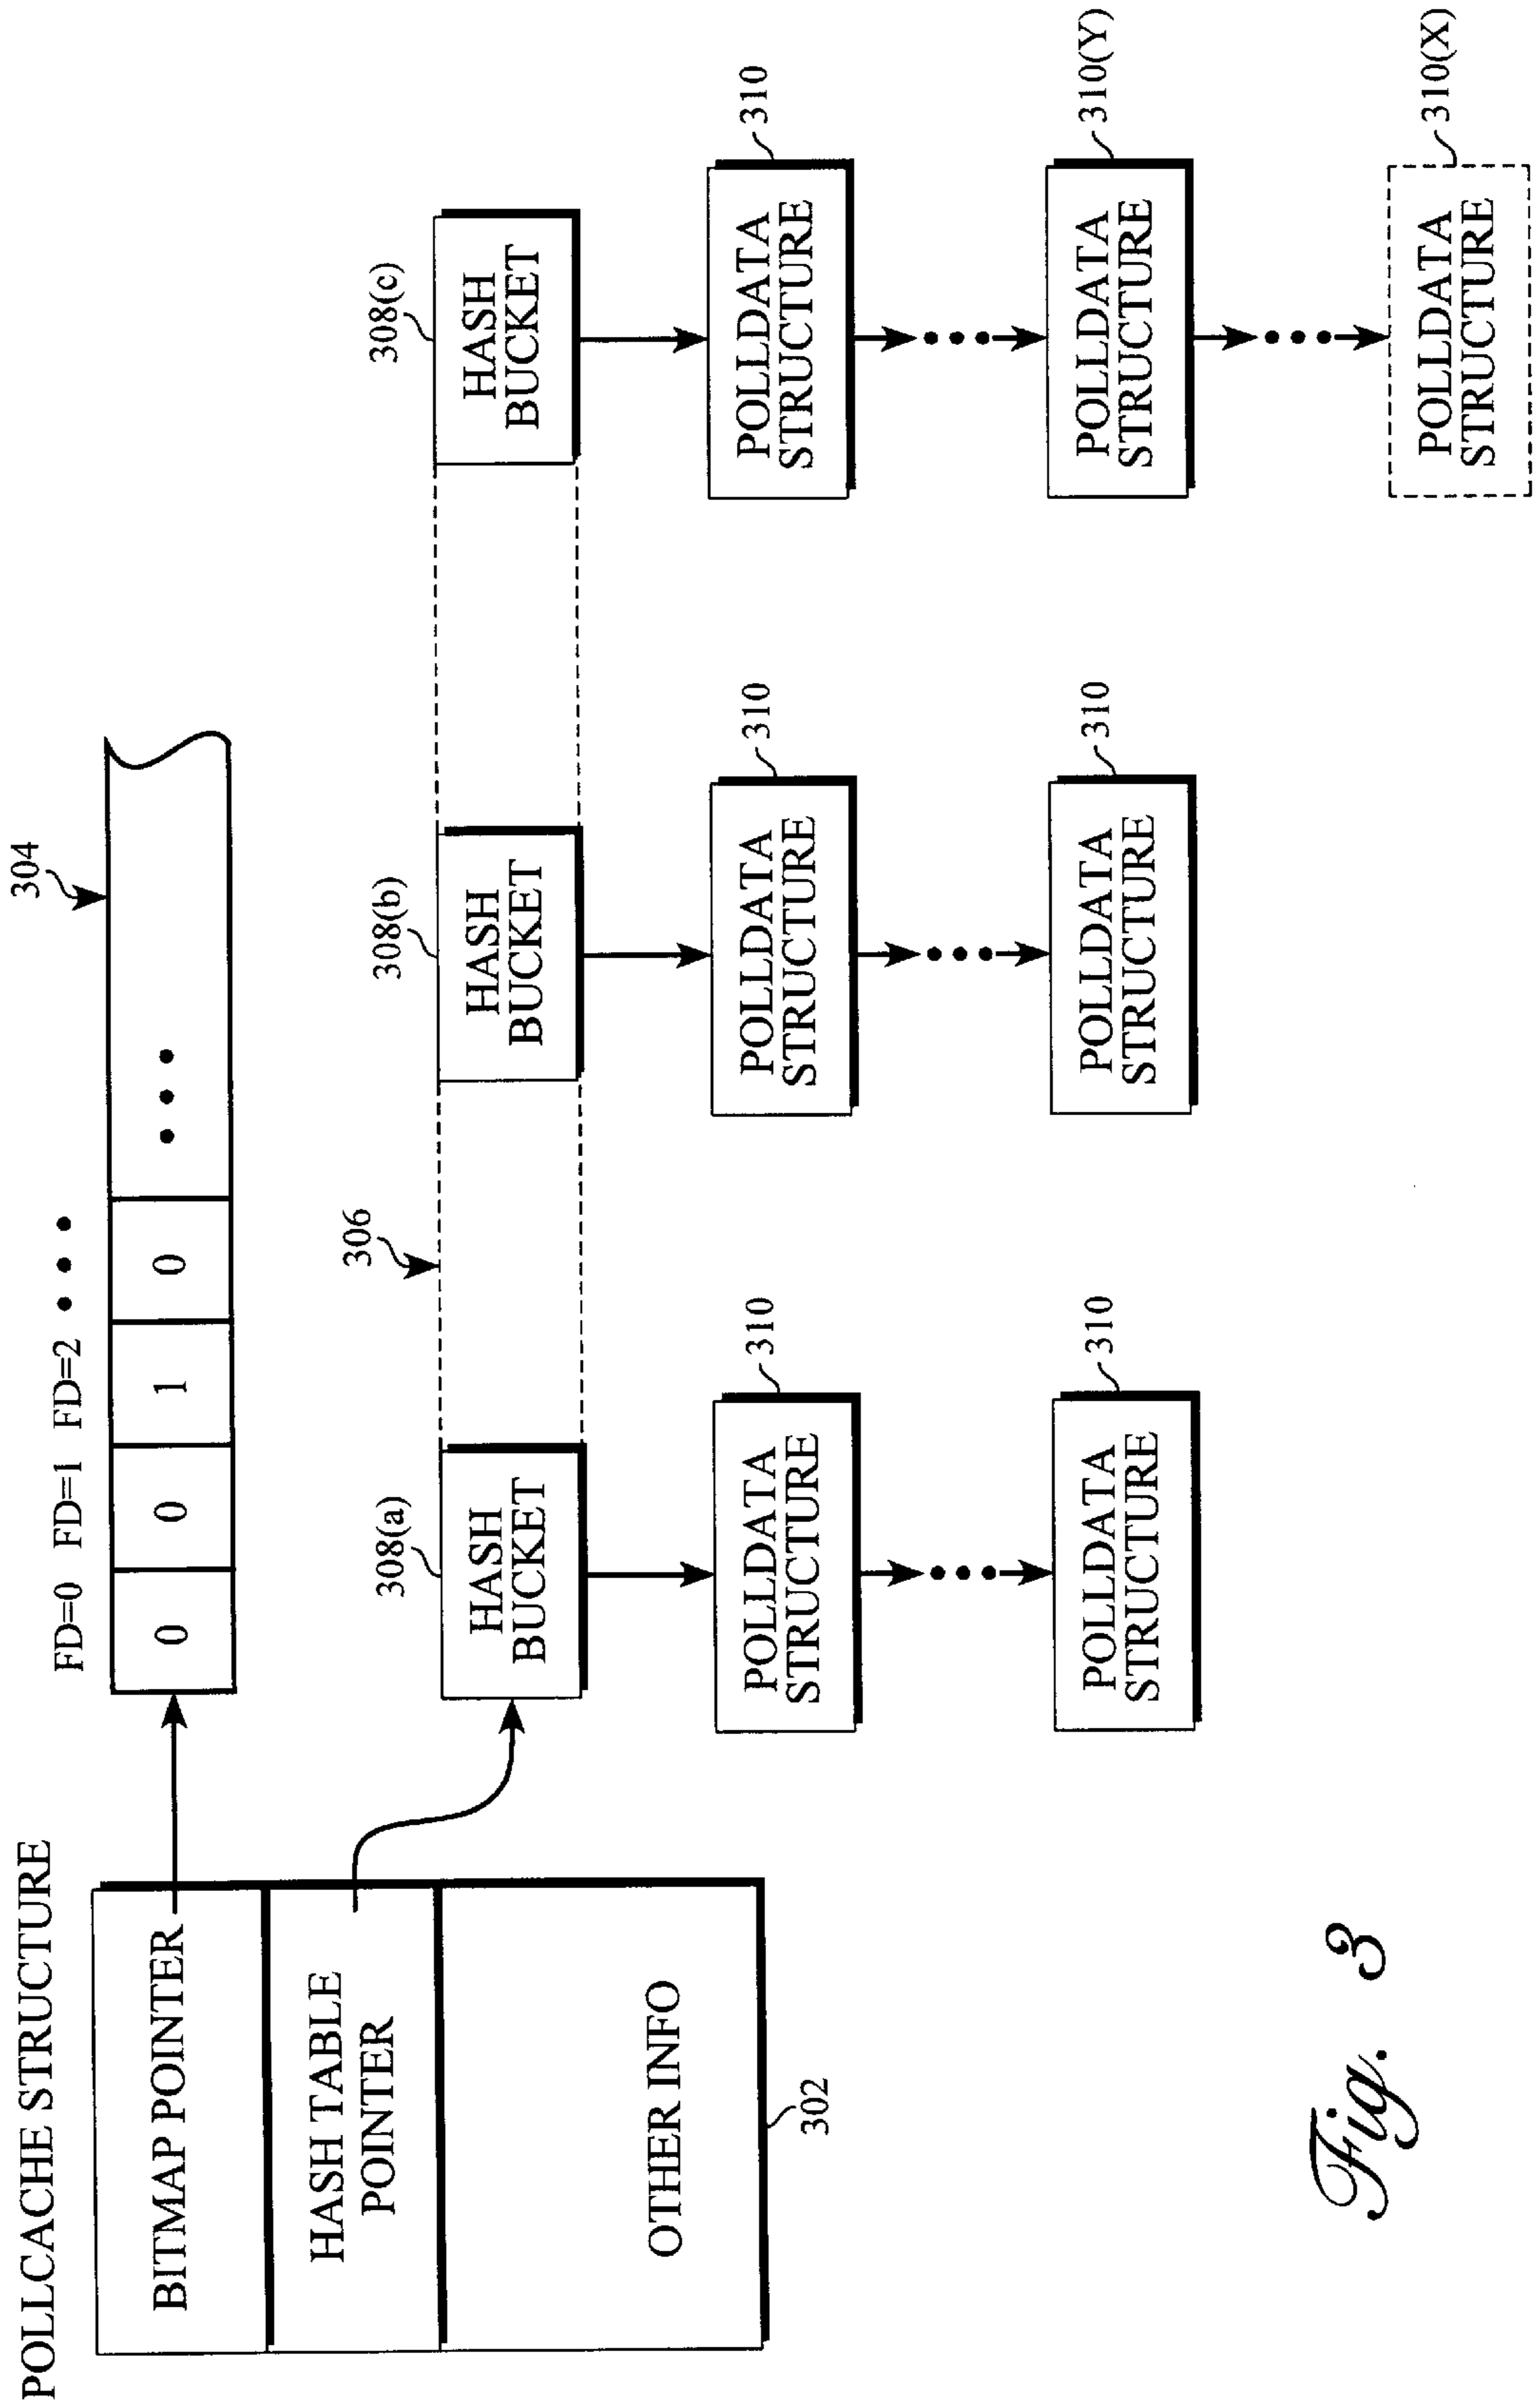 POLLCACHE STRUCTURE
BITMAP POINTER
HASH TABLE
POINTER
OTHER INFO
302
FD=0 FD=1 FD=2 • • •
0 0 1 0 • • •
304
306
308(a)
HASH
BUCKET
308(b)
HASH
BUCKET
308(c)
HASH
BUCKET
POLLDATA
STRUCTURE
310
POLLDATA
STRUCTURE
310
POLLDATA
STRUCTURE
310
POLLDATA
STRUCTURE
310
POLLDATA
STRUCTURE
310
POLLDATA
STRUCTURE
310(Y)
POLLDATA
STRUCTURE
310(X)
Fig. 3